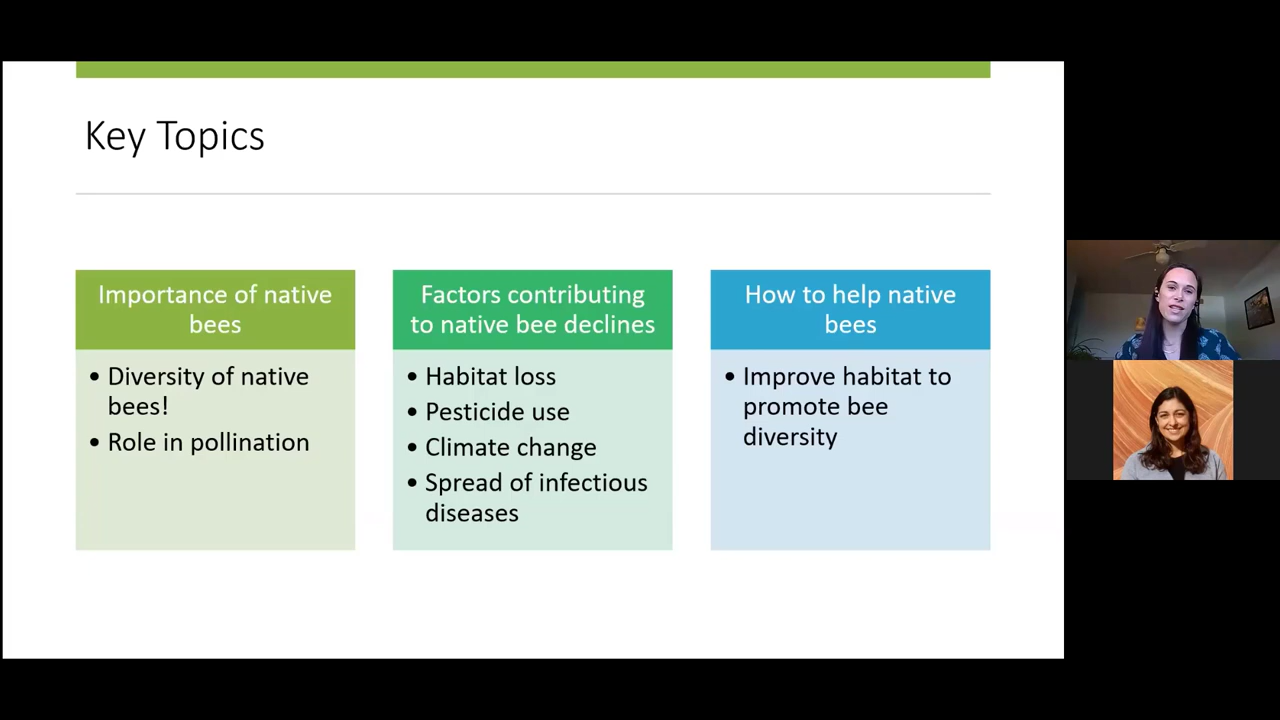 Key Topics
Importance of native
bees
• Diversity of native
bees!
• Role in pollination
Factors contributing
to native bee declines
• Habitat loss
• Pesticide use
• Climate change
• Spread of infectious
diseases
How to help native
bees
• Improve habitat to
promote bee
diversity